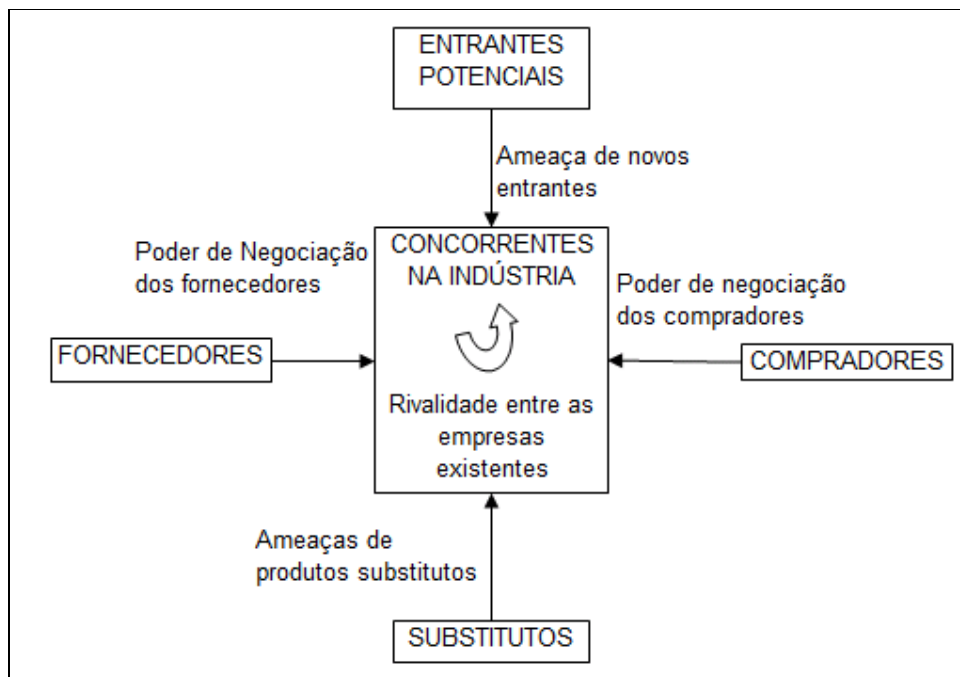 ENTRANTES
POTENCIAIS
Ameaça de novos
entrantes
Poder de Negociação
dos fornecedores
CONCORRENTES
NA INDÚSTRIA
Poder de negociação
dos compradores
FORNECEDORES
COMPRADORES
Rivalidade entre as
empresas
existentes
Ameaças de
produtos substitutos
SUBSTITUTOS